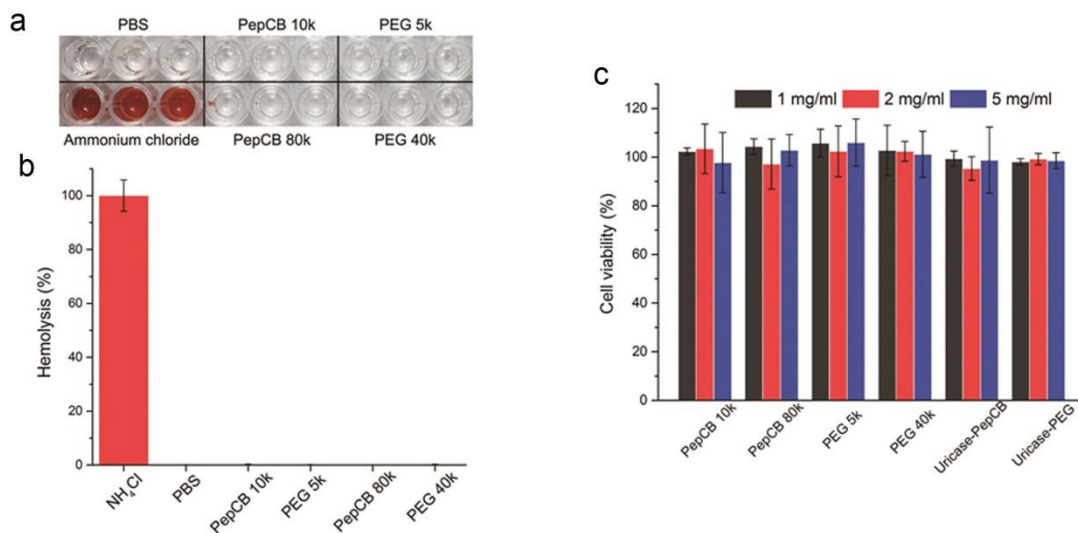 a
PBS PepCB 10k PEG 5k
Ammonium chloride PepCB 80k PEG 40k
b
Hemolysis (%)
100
80
60
40
20
0
NH4Cl PBS PepCB 10k PEG 5k PepCB 80k PEG 40k
c
1 mg/ml 2 mg/ml 5 mg/ml
Cell viability (%)
120
100
80
60
40
20
0
PepCB 10k PepCB 80k PEG 5k PEG 40k Uricase-PepCB Uricase-PEG